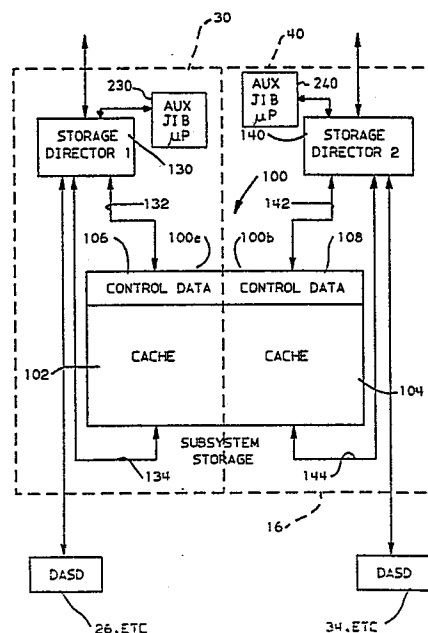 30
40
230
AUX
JIB
µP
AUX
JIB
µP
240
140
STORAGE
DIRECTOR 1
130
STORAGE
DIRECTOR 2
132
100
142
106
100a
100b
108
CONTROL DATA
CONTROL DATA
CACHE
CACHE
102
104
SUBSYSTEM
STORAGE
134
144
16
DASD
DASD
26,ETC
34,ETC